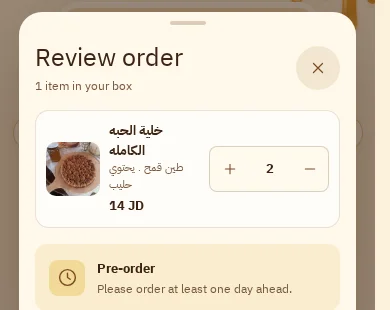 Review order
1 item in your box
خلية الحبه
الكامله
طين قمح . يحتوي
حليب
14 JD
2
Pre-order
Please order at least one day ahead.